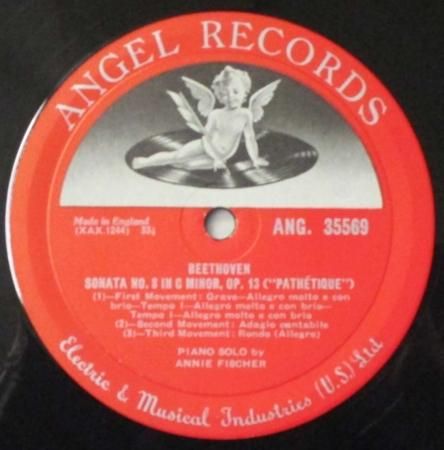 ANGEL RECORDS
Made in England
(XAX.1244) 33⅓
ANG. 35569
BEETHOVEN
SONATA NO. 8 IN C MINOR, OP. 13 ("PATHÉTIQUE")
(1)—First Movement: Grave—Allegro molto e con
brio—Tempo I—Allegro molto e con brio—
Tempo I—Allegro molto e con brio
(2)—Second Movement: Adagio cantabile
(3)—Third Movement: Rondo (Allegro)
PIANO SOLO by
ANNIE FISCHER
Electric & Musical Industries (U.S.) Ltd